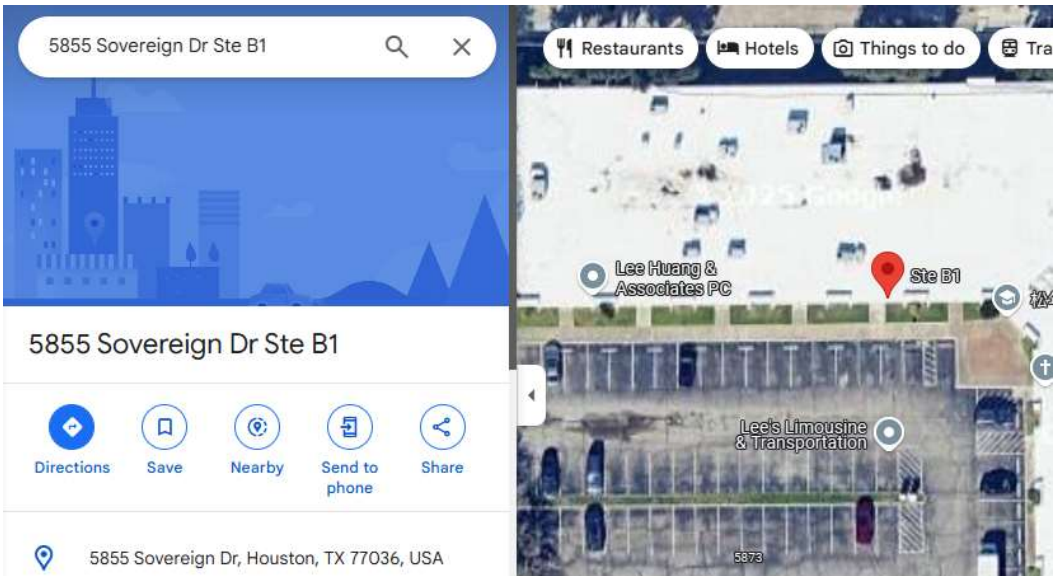 5855 Sovereign Dr Ste B1
Restaurants
Hotels
Things to do
Tra
Lee Huang &
Associates PC
Ste B1
Lee's Limousine
& Transportation
5873
5855 Sovereign Dr Ste B1
Directions
Save
Nearby
Send to
phone
Share
5855 Sovereign Dr, Houston, TX 77036, USA